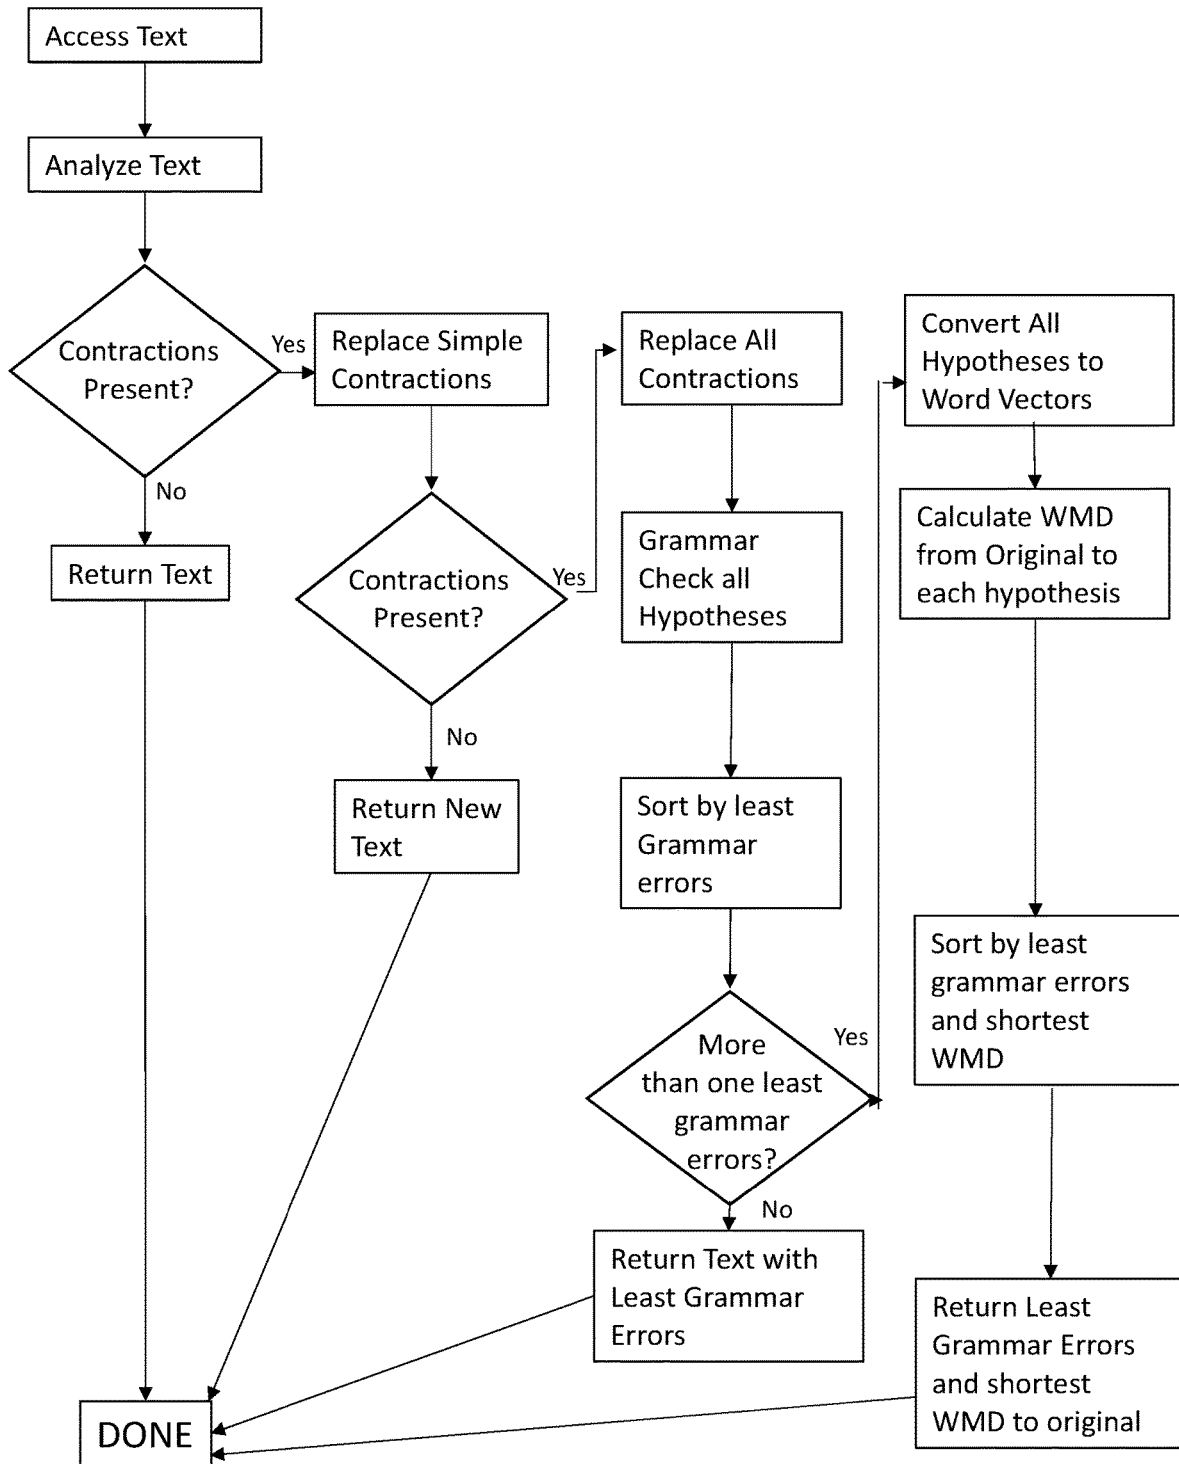 Access Text
Analyze Text
Contractions
Present?
Yes
No
Return Text
Replace Simple
Contractions
Contractions
Present?
Yes
No
Return New
Text
Replace All
Contractions
Grammar
Check all
Hypotheses
Sort by least
Grammar
errors
More
than one least
grammar
errors?
Yes
No
Return Text with
Least Grammar
Errors
Convert All
Hypotheses to
Word Vectors
Calculate WMD
from Original to
each hypothesis
Sort by least
grammar errors
and shortest
WMD
Return Least
Grammar Errors
and shortest
WMD to original
DONE